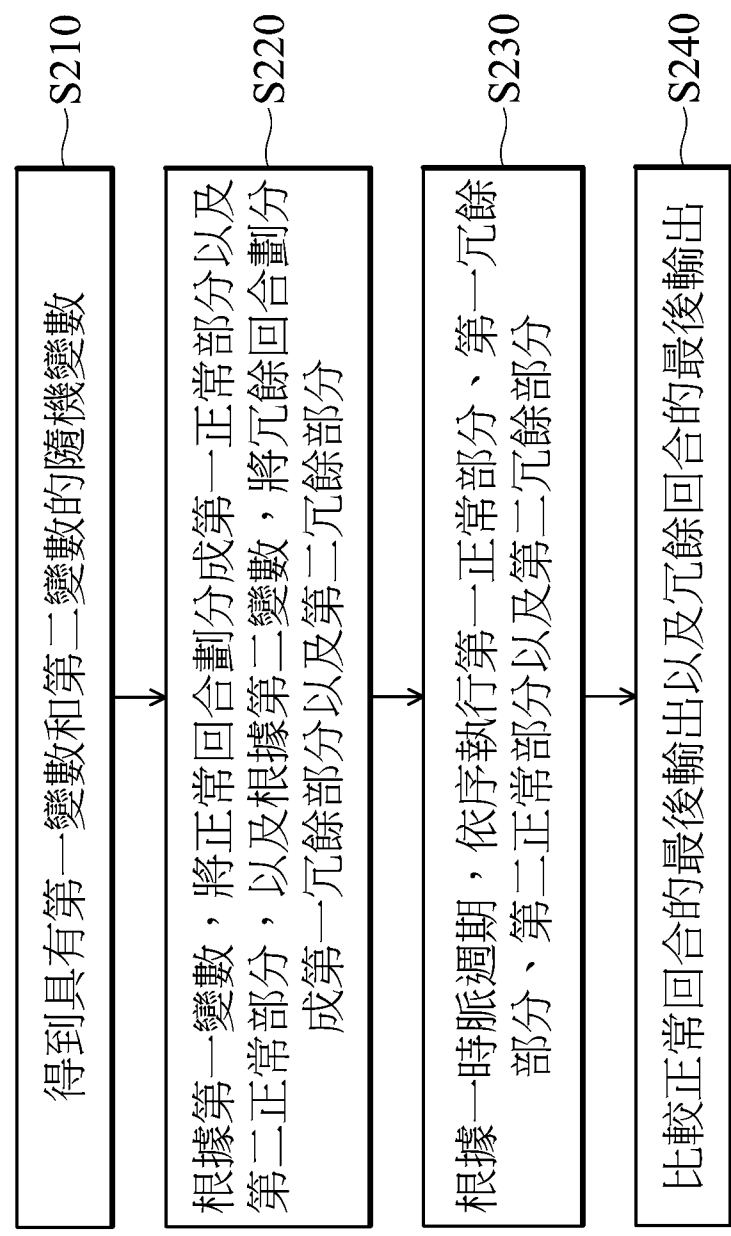 得到具有第一變數和第二變數的隨機變數
S210
根據第一變數，將正常回合劃分成第一正常部分以及
第二正常部分，以及根據第二變數，將冗餘回合劃分
成第一冗餘部分以及第二冗餘部分
S220
根據一時脈週期，依序執行第一正常部分、第一冗餘
部分、第二正常部分以及第二冗餘部分
S230
比較正常回合的最後輸出以及冗餘回合的最後輸出
S240